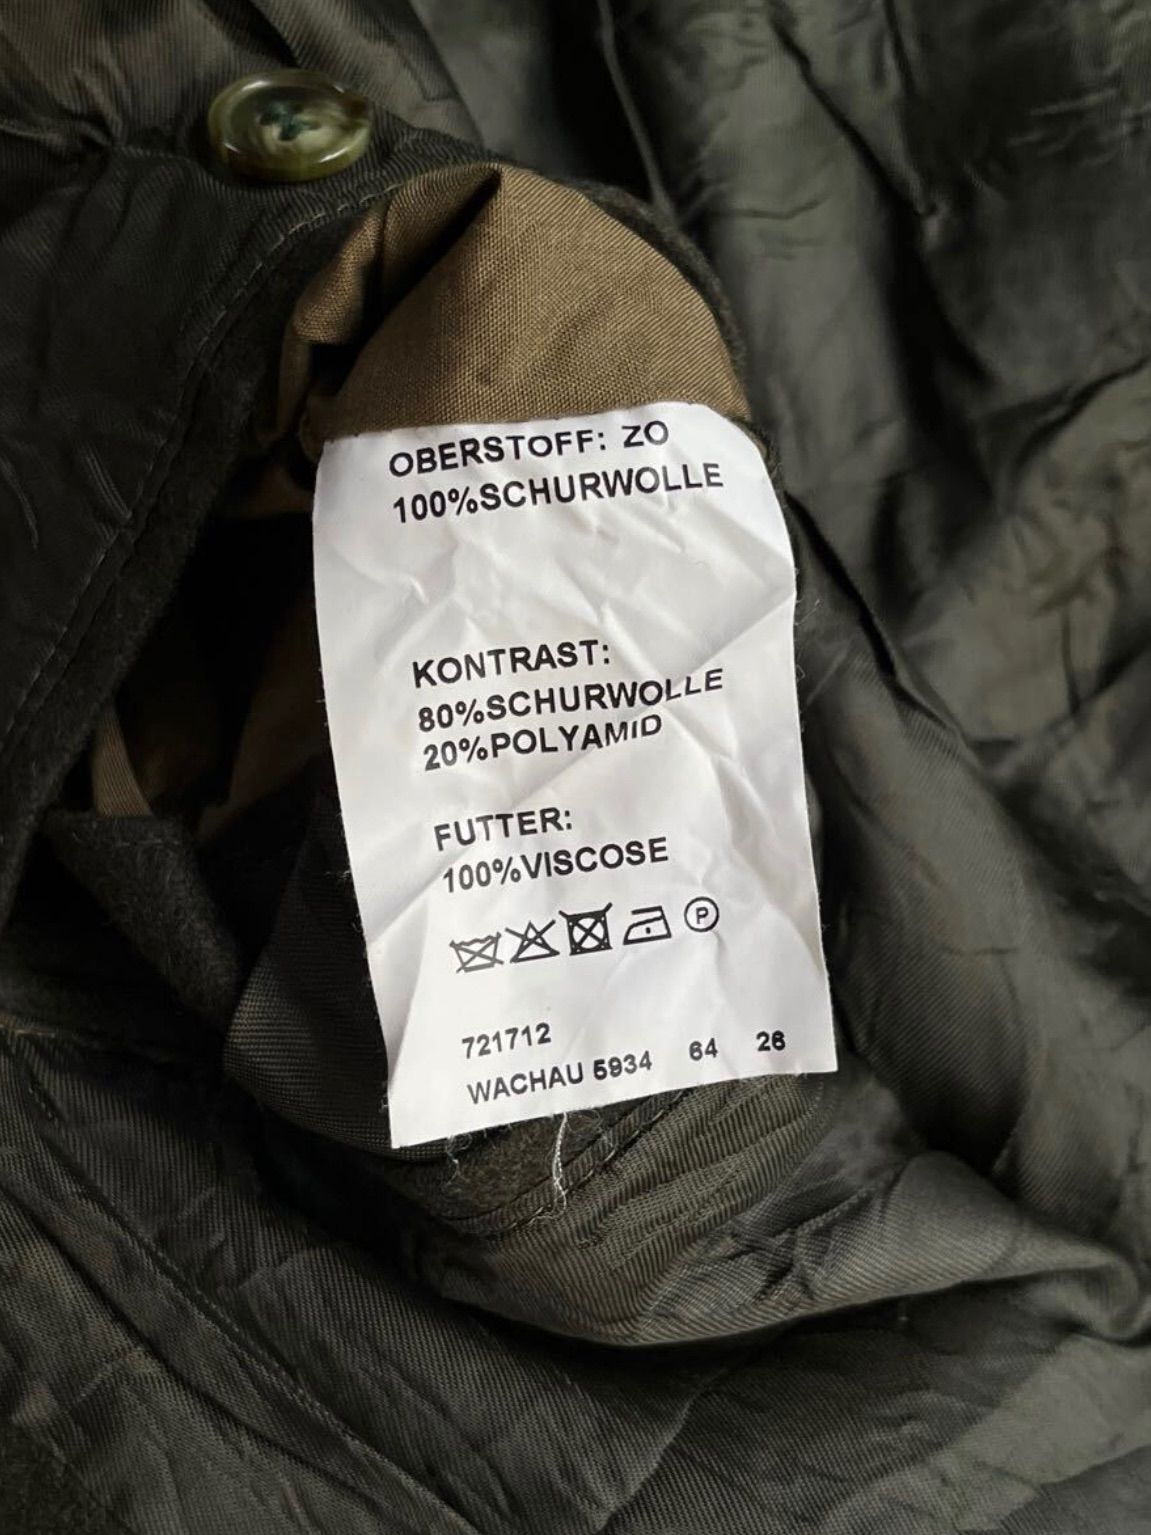 OBERSTOFF: ZO
100%SCHURWOLLE
KONTRAST:
80%SCHURWOLLE
20%POLYAMID
FUTTER:
100%VISCOSE
P
721712
WACHAU 5934 64 26